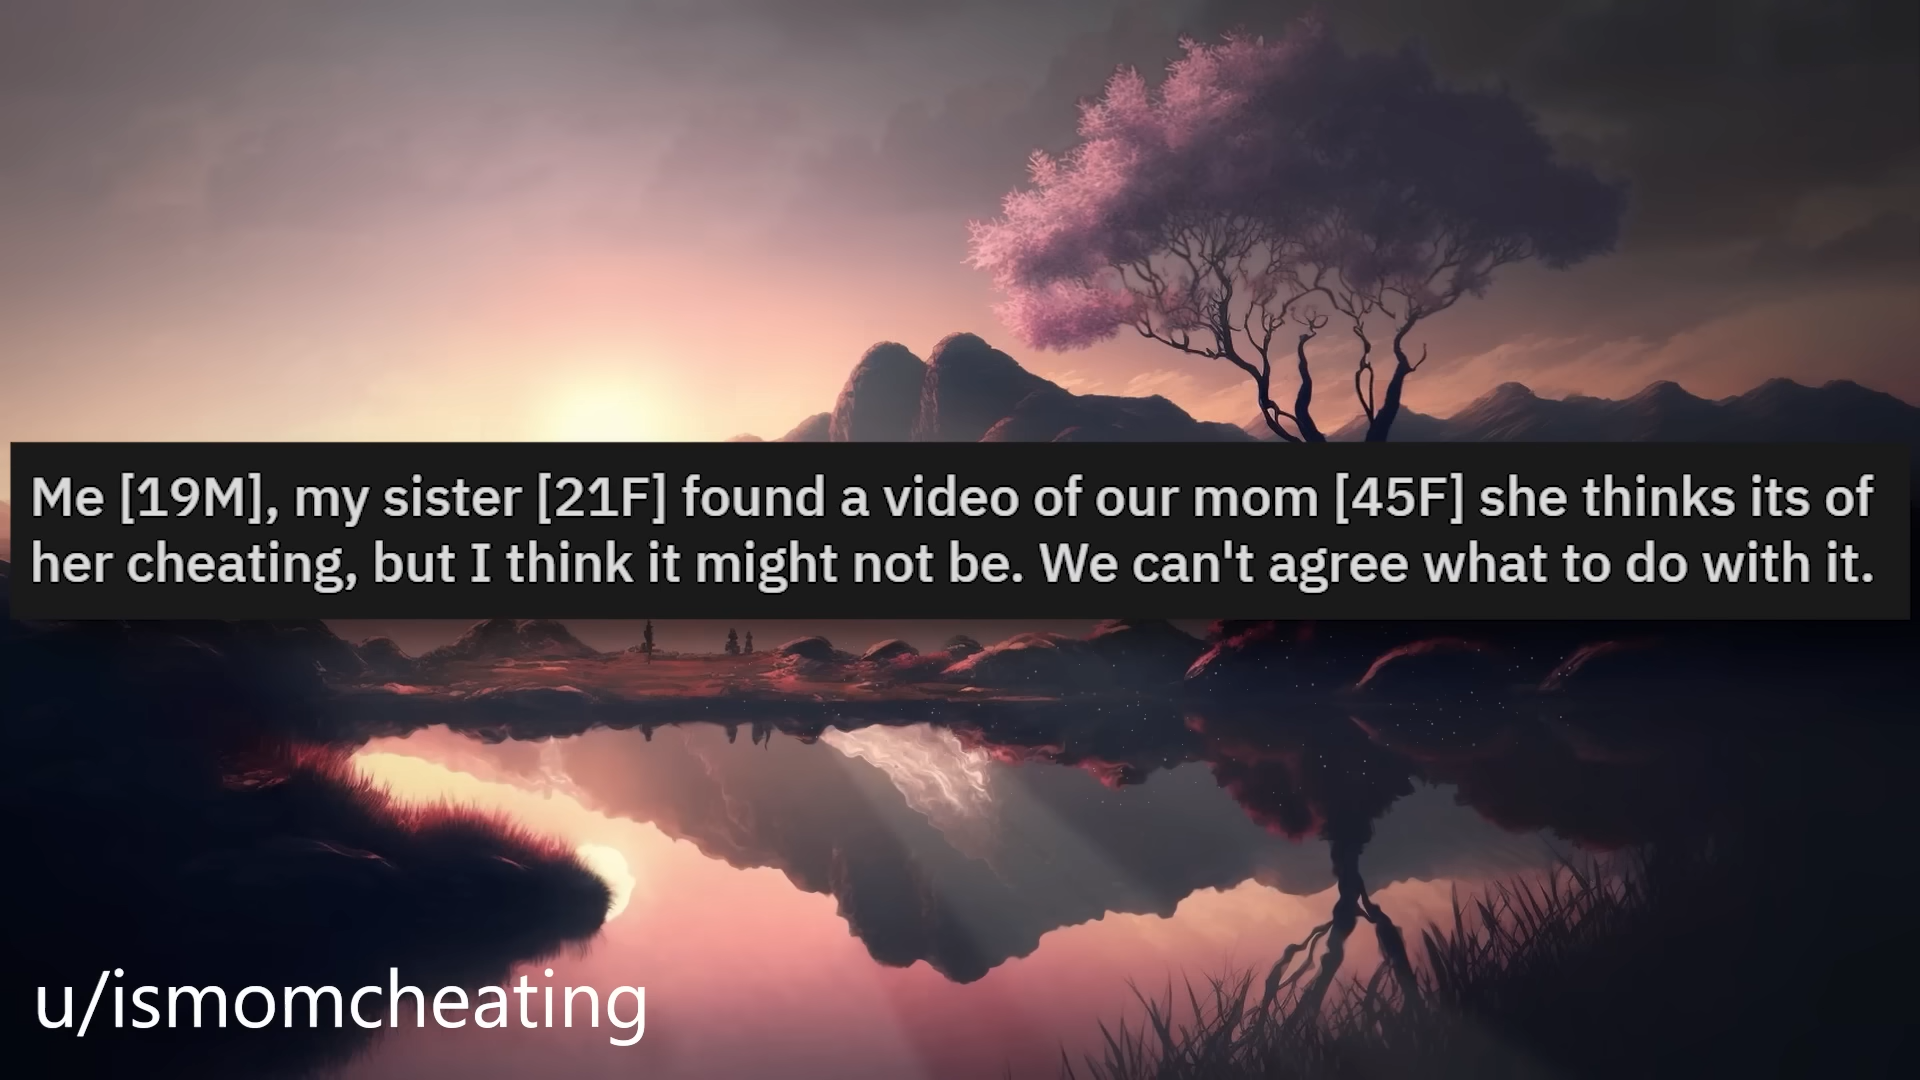 Me [19M], my sister [21F] found a video of our mom [45F] she thinks its of
her cheating, but I think it might not be. We can't agree what to do with it.
u/ismomcheating